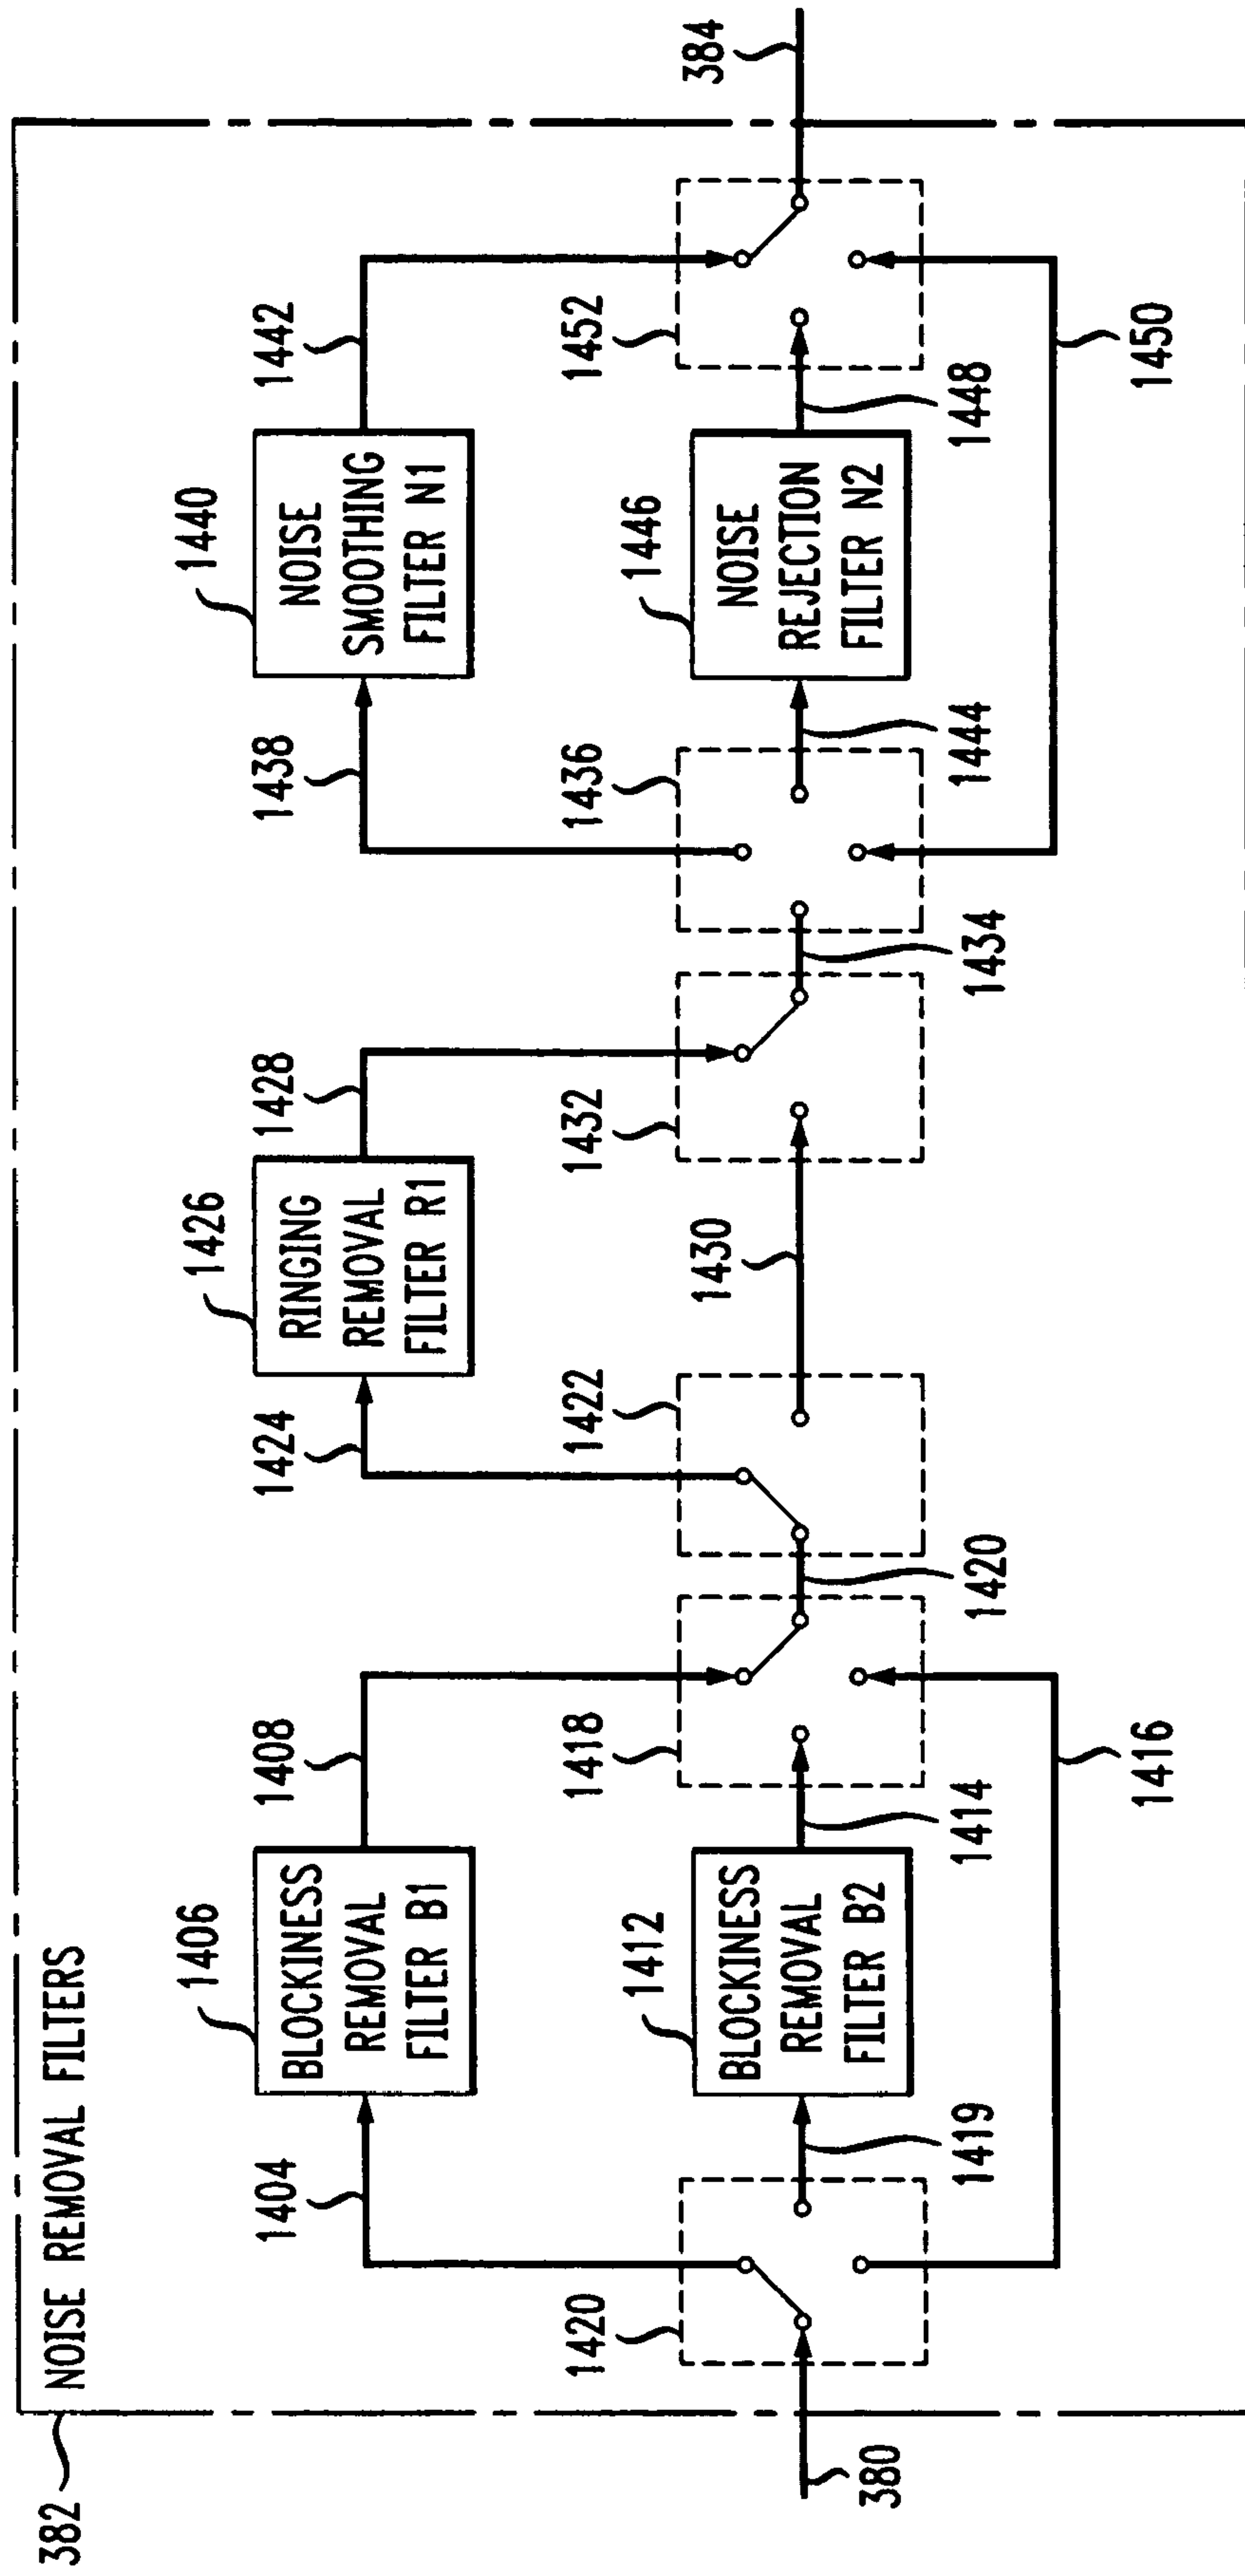 382
NOISE REMOVAL FILTERS
380
1420
1404
1406
BLOCKINESS
REMOVAL
FILTER B1
1408
1419
1412
BLOCKINESS
REMOVAL
FILTER B2
1414
1416
1418
1420
1422
1424
1426
RINGING
REMOVAL
FILTER R1
1428
1430
1432
1434
1436
1438
1440
NOISE
SMOOTHING
FILTER N1
1442
1444
1446
NOISE
REJECTION
FILTER N2
1448
1450
1452
384